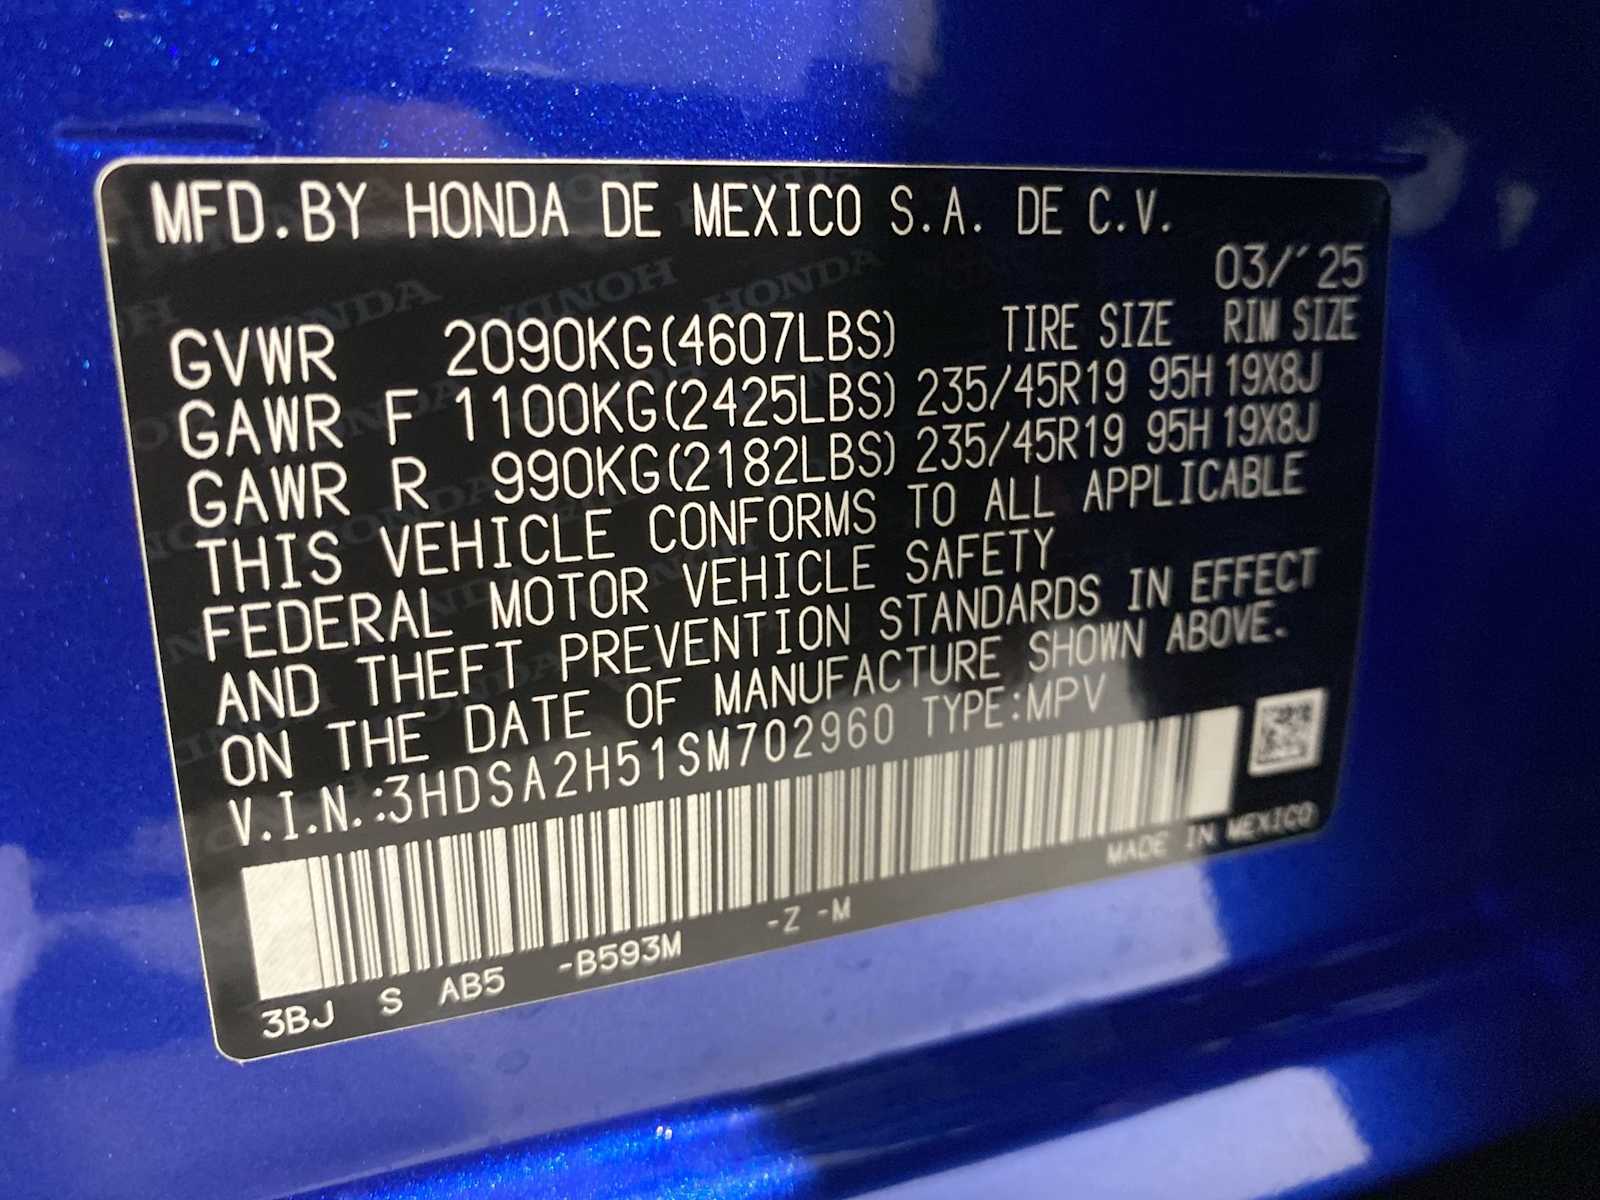 MFD.BY HONDA DE MEXICO S.A. DE C.V.
03/´25
GVWR 2090KG(4607LBS) TIRE SIZE RIM SIZE
GAWR F 1100KG(2425LBS) 235/45R19 95H 19X8J
GAWR R 990KG(2182LBS) 235/45R19 95H 19X8J
THIS VEHICLE CONFORMS TO ALL APPLICABLE
FEDERAL MOTOR VEHICLE SAFETY
AND THEFT PREVENTION STANDARDS IN EFFECT
ON THE DATE OF MANUFACTURE SHOWN ABOVE.
V.I.N.:3HDSA2H51SM702960 TYPE:MPV
MADE IN MEXICO
3BJ S AB5 -B593M -Z -M